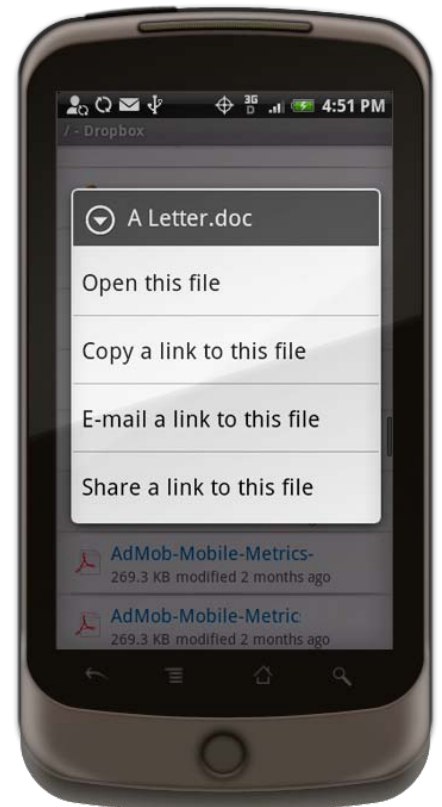 3G
D
4:51 PM
/ - Dropbox
A Letter.doc
Open this file
Copy a link to this file
E-mail a link to this file
Share a link to this file
AdMob-Mobile-Metrics-
269.3 KB modified 2 months ago
AdMob-Mobile-Metric
269.3 KB modified 2 months ago